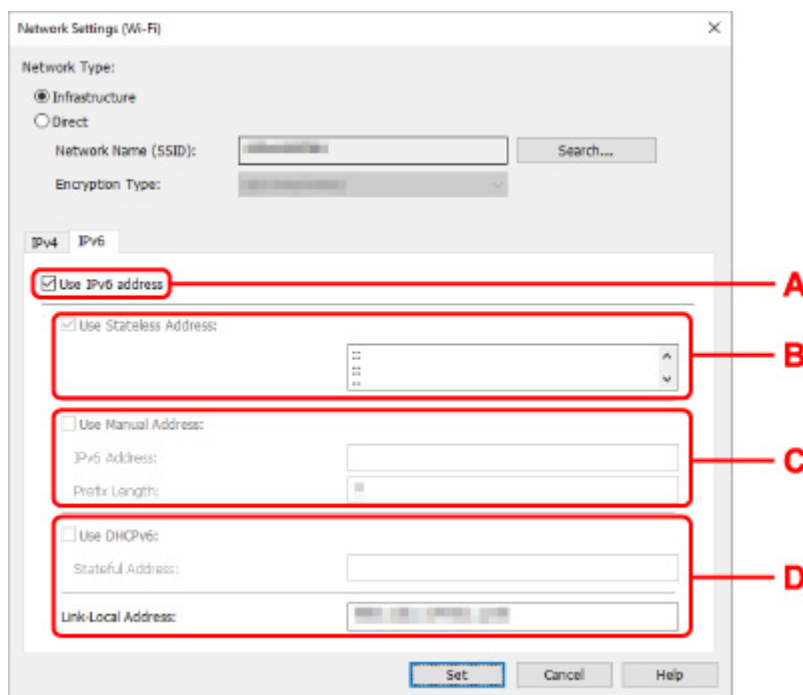 Network Settings (Wi-Fi)
Network Type:
Infrastructure
Direct
Network Name (SSID):
Search...
Encryption Type:
IPv4 IPv6
Use IPv6 address
A
Use Stateless Address:
::
::
::
B
Use Manual Address:
IPv6 Address:
C
Prefix Length:
Use DHCPv6:
Stateful Address:
D
Link-Local Address:
Set Cancel Help